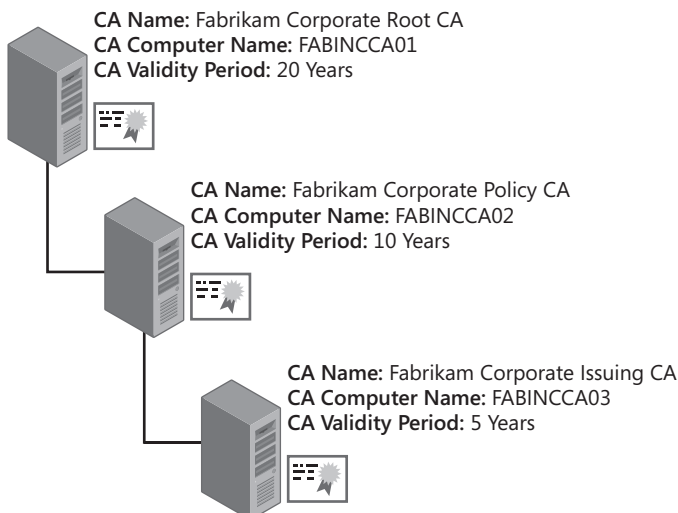 CA Name: Fabrikam Corporate Root CA
CA Computer Name: FABINCCA01
CA Validity Period: 20 Years
CA Name: Fabrikam Corporate Policy CA
CA Computer Name: FABINCCA02
CA Validity Period: 10 Years
CA Name: Fabrikam Corporate Issuing CA
CA Computer Name: FABINCCA03
CA Validity Period: 5 Years